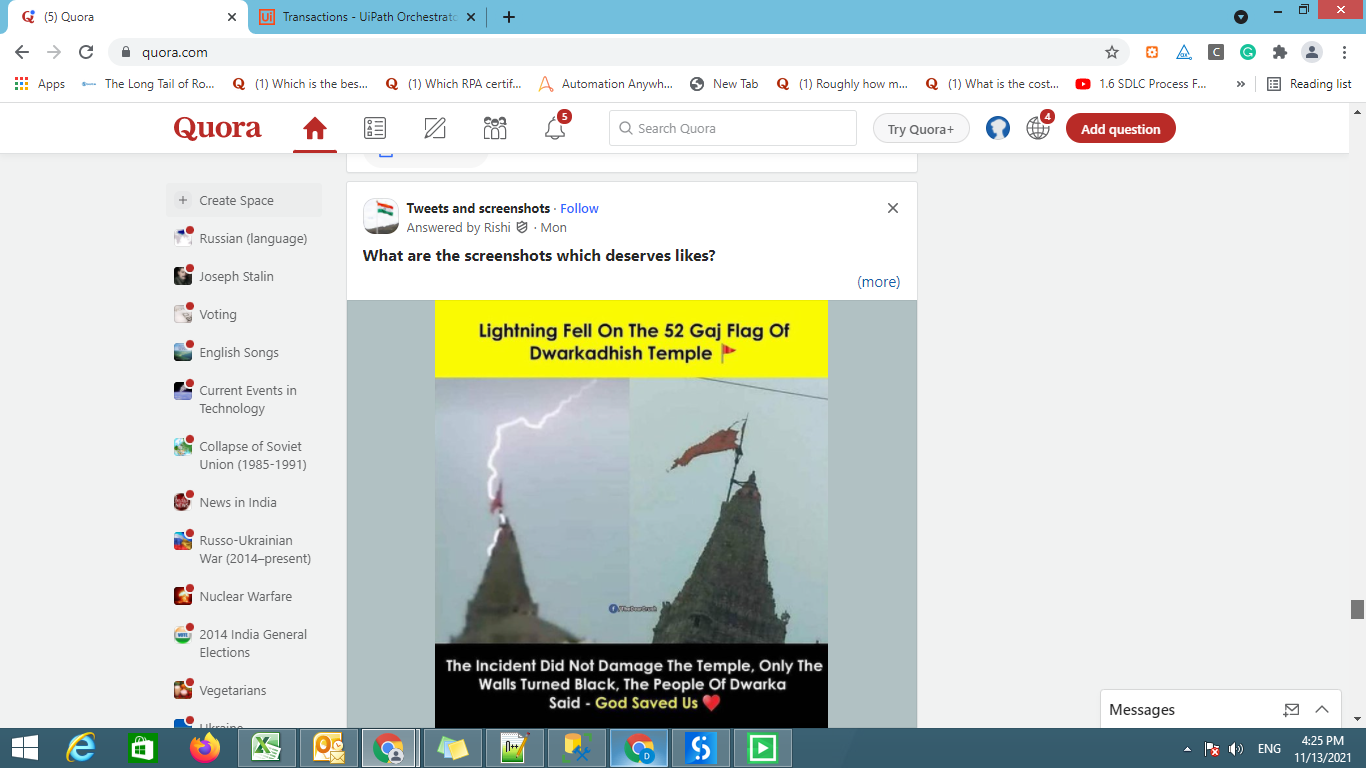 (5) Quora
Ui
Transactions - UiPath Orchestrato
quora.com
Apps
The Long Tail of Ro...
(1) Which is the bes...
(1) Which RPA certif...
Automation Anywh...
New Tab
(1) Roughly how m...
(1) What is the cost...
1.6 SDLC Process F...
»
Reading list
Quora
5
Search Quora
Try Quora+
4
Add question
Create Space
Russian (language)
Joseph Stalin
Voting
English Songs
Current Events in
Technology
Collapse of Soviet
Union (1985-1991)
News in India
Russo-Ukrainian
War (2014–present)
Nuclear Warfare
2014 India General
Elections
Vegetarians
Ukraine
Tweets and screenshots · Follow
Answered by Rishi · Mon
What are the screenshots which deserves likes?
(more)
Lightning Fell On The 52 Gaj Flag Of
Dwarkadhish Temple
The Incident Did Not Damage The Temple, Only The
Walls Turned Black, The People Of Dwarka
Said - God Saved Us
Messages
ENG
4:25 PM
11/13/2021